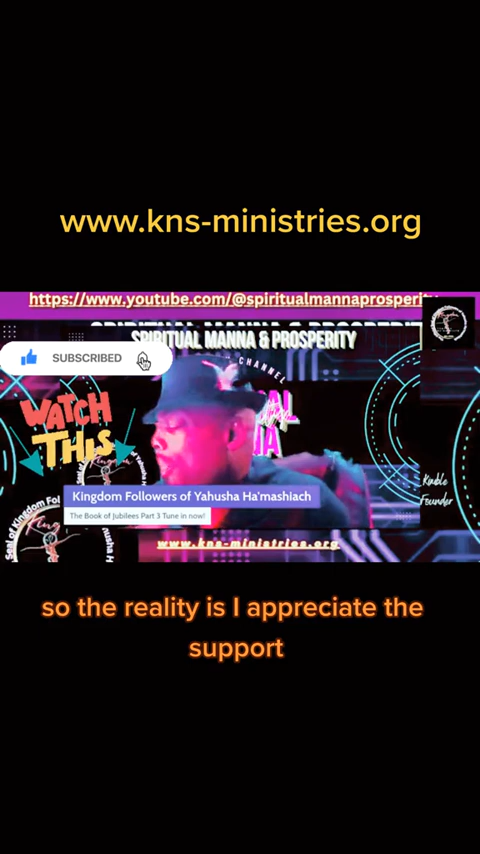 www.kns-ministries.org
https://www.youtube.com/@spiritualmannaprosperity
SPIRITUAL MANNA & PROSPERITY
CHANNEL
SUBSCRIBED
WATCH
THIS
Kingdom Followers of Yahusha Ha'mashiach
The Book of Jubilees Part 3 Tune in now!
Founder
www.kns-ministries.org
so the reality is I appreciate the
support